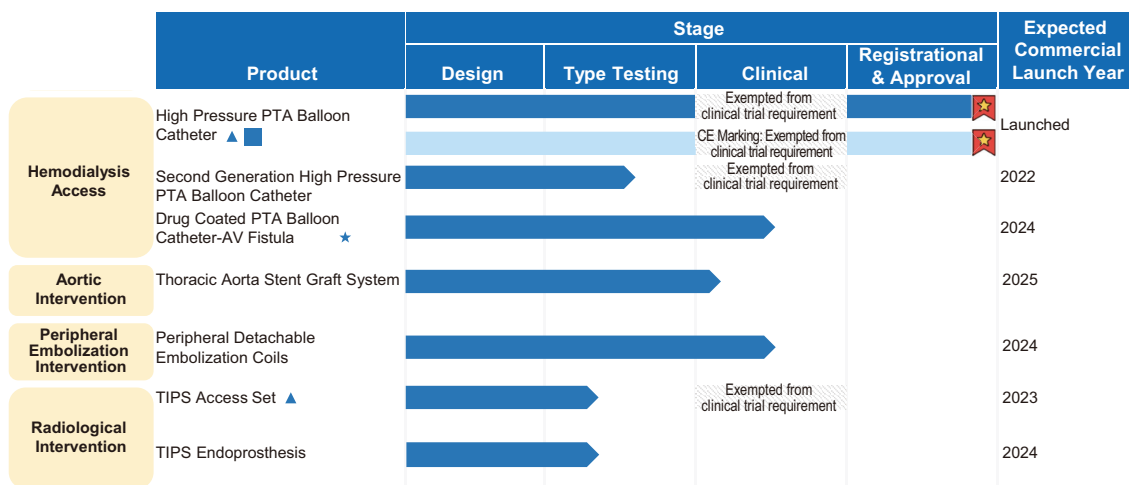 Product
Stage
Design
Type Testing
Clinical
Registrational
& Approval
Expected
Commercial
Launch Year
Hemodialysis
Access
High Pressure PTA Balloon
Catheter
Exempted from
clinical trial requirement
CE Marking: Exempted from
clinical trial requirement
Launched
Second Generation High Pressure
PTA Balloon Catheter
Exempted from
clinical trial requirement
2022
Drug Coated PTA Balloon
Catheter-AV Fistula
2024
Aortic
Intervention
Thoracic Aorta Stent Graft System
2025
Peripheral
Embolization
Intervention
Peripheral Detachable
Embolization Coils
2024
Radiological
Intervention
TIPS Access Set
Exempted from
clinical trial requirement
2023
TIPS Endoprosthesis
2024